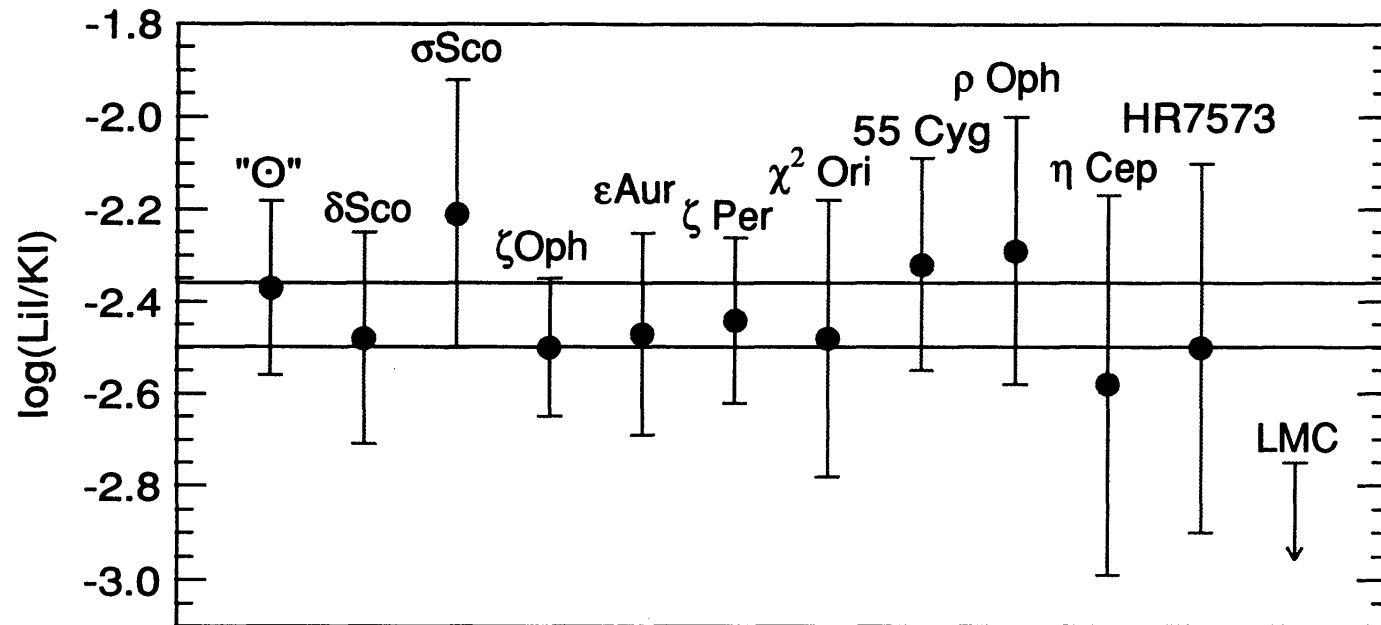 log(LiI/KI)
-1.8
-2.0
-2.2
-2.4
-2.6
-2.8
-3.0
"⊙"
δSco
σSco
ζOph
εAur
ζ Per
χ² Ori
55 Cyg
ρ Oph
η Cep
HR7573
LMC